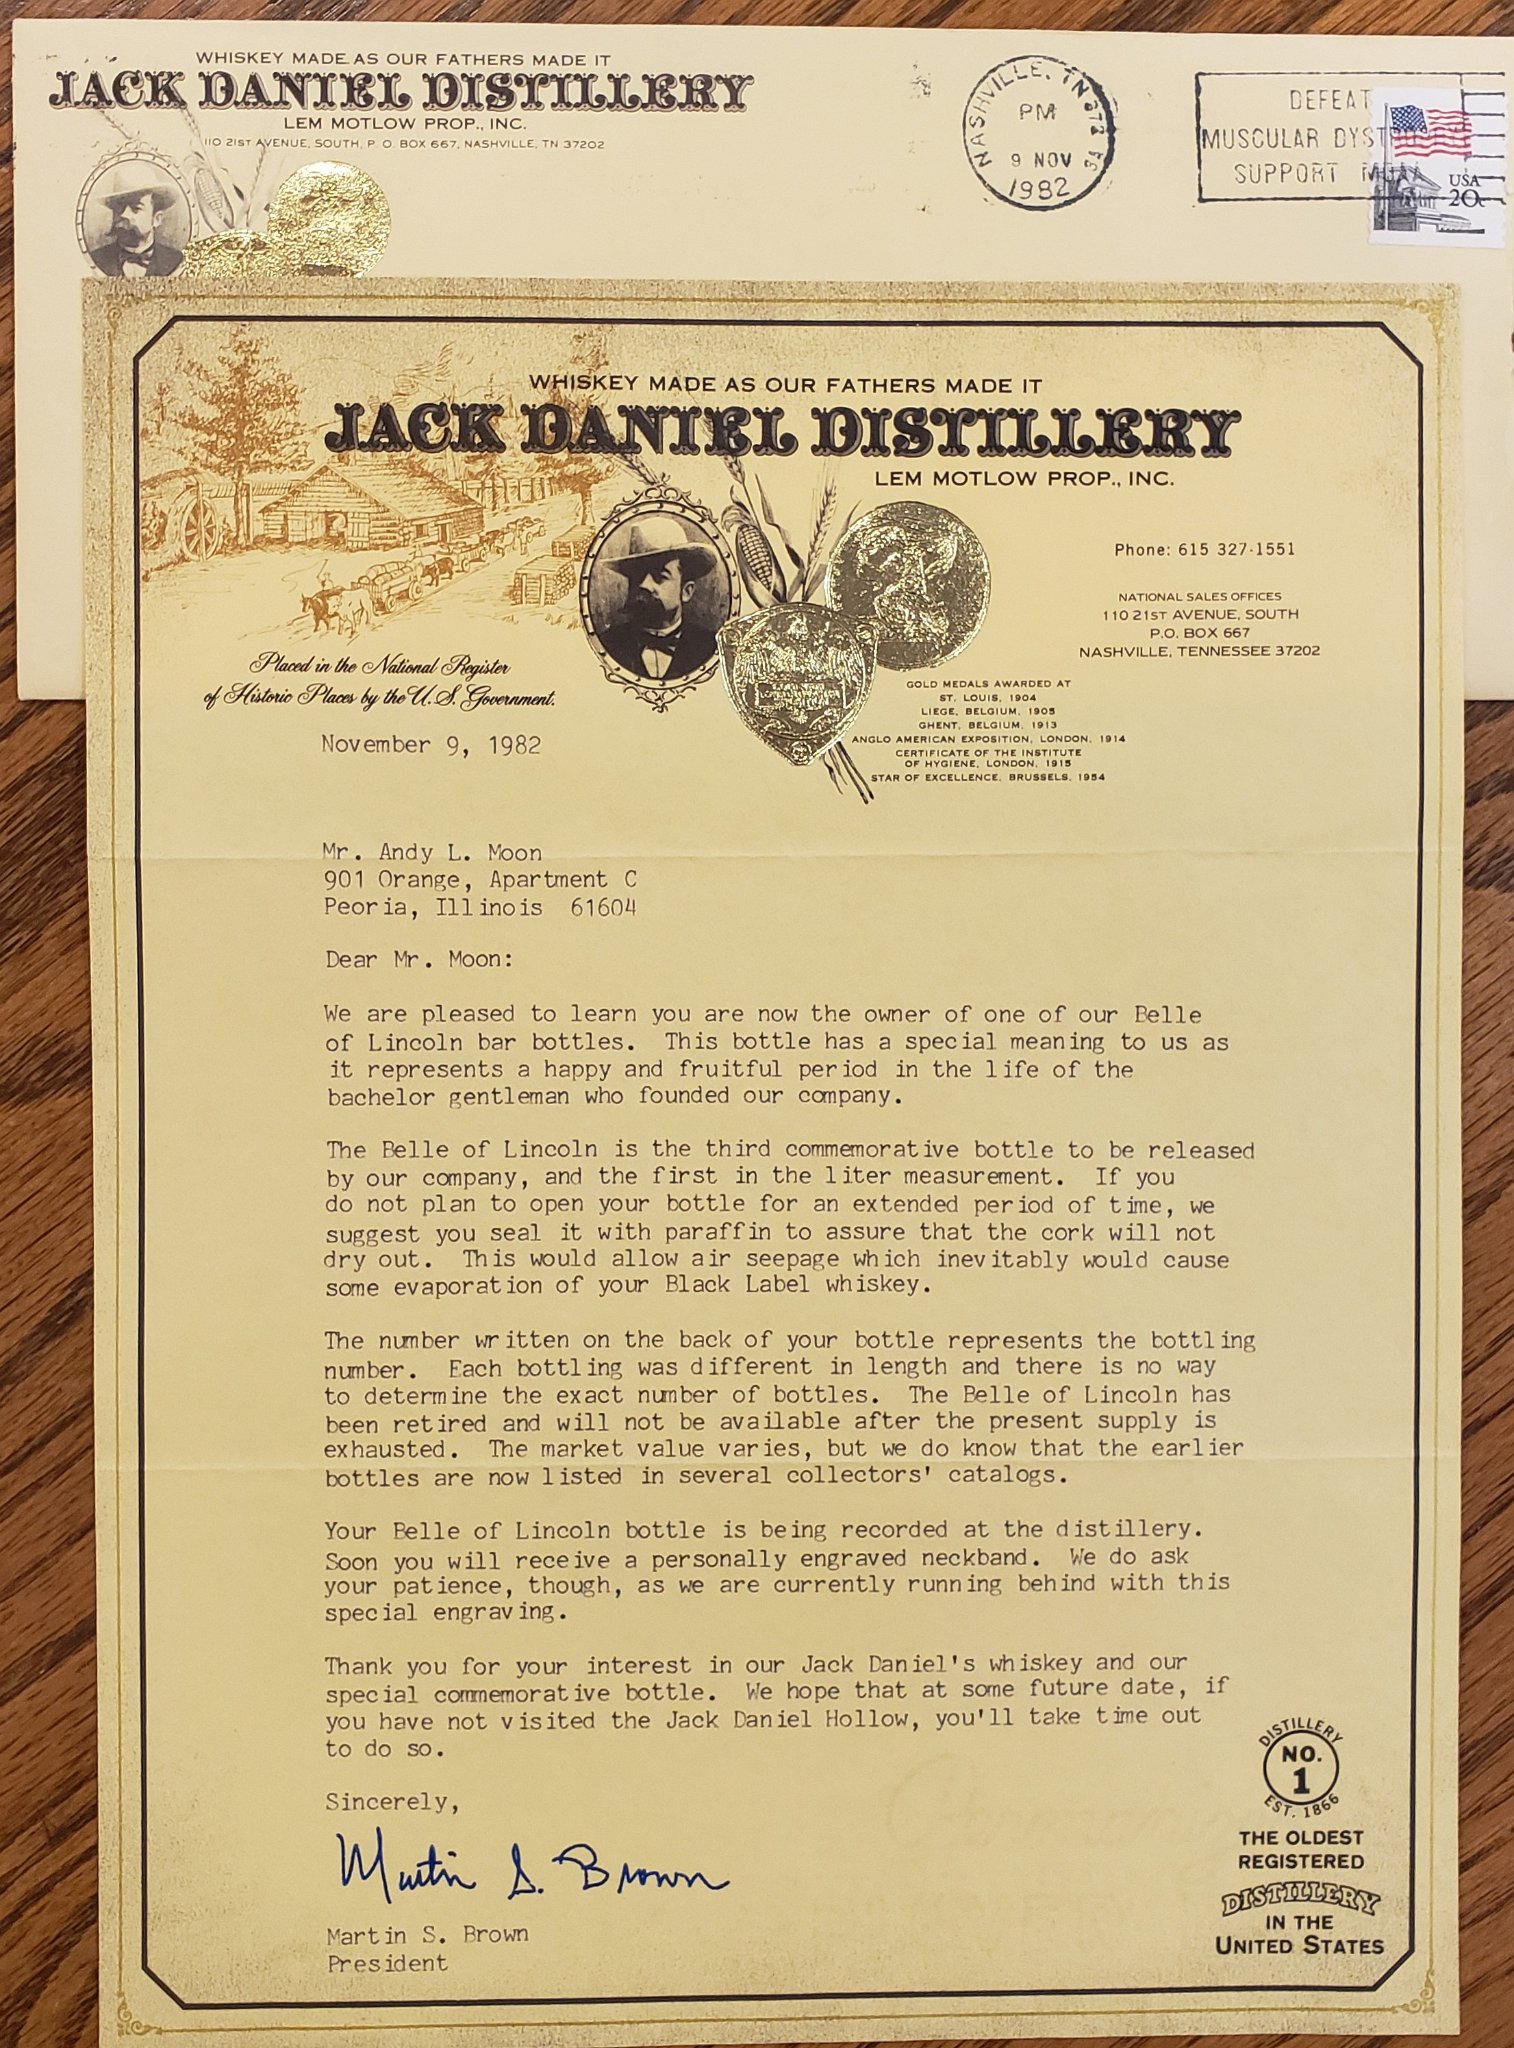 WHISKEY MADE AS OUR FATHERS MADE IT
JACK DANIEL DISTILLERY
LEM MOTLOW PROP., INC.
110 21ST AVENUE, SOUTH, P. O. BOX 667, NASHVILLE, TN 37202
NASHVILLE, TN 372
PM
9 NOV
1982
DEFEAT
MUSCULAR
SUPPORT
USA
20c
WHISKEY MADE AS OUR FATHERS MADE IT
JACK DANIEL DISTILLERY
LEM MOTLOW PROP., INC.
Phone: 615 327-1551
NATIONAL SALES OFFICES
110 21ST AVENUE, SOUTH
P.O. BOX 667
NASHVILLE, TENNESSEE 37202
Placed in the National Register
of Historic Places by the U. S. Government.
GOLD MEDALS AWARDED AT
ST. LOUIS, 1904
LIEGE, BELGIUM, 1905
GHENT, BELGIUM, 1913
ANGLO AMERICAN EXPOSITION, LONDON, 1914
CERTIFICATE OF THE INSTITUTE
OF HYGIENE, LONDON, 1915
STAR OF EXCELLENCE, BRUSSELS, 1954
November 9, 1982
Mr. Andy L. Moon
901 Orange, Apartment C
Peoria, Illinois 61604
Dear Mr. Moon:
We are pleased to learn you are now the owner of one of our Belle
of Lincoln bar bottles. This bottle has a special meaning to us as
it represents a happy and fruitful period in the life of the
bachelor gentleman who founded our company.
The Belle of Lincoln is the third commemorative bottle to be released
by our company, and the first in the liter measurement. If you
do not plan to open your bottle for an extended period of time, we
suggest you seal it with paraffin to assure that the cork will not
dry out. This would allow air seepage which inevitably would cause
some evaporation of your Black Label whiskey.
The number written on the back of your bottle represents the bottling
number. Each bottling was different in length and there is no way
to determine the exact number of bottles. The Belle of Lincoln has
been retired and will not be available after the present supply is
exhausted. The market value varies, but we do know that the earlier
bottles are now listed in several collectors' catalogs.
Your Belle of Lincoln bottle is being recorded at the distillery.
Soon you will receive a personally engraved neckband. We do ask
your patience, though, as we are currently running behind with this
special engraving.
Thank you for your interest in our Jack Daniel's whiskey and our
special commemorative bottle. We hope that at some future date, if
you have not visited the Jack Daniel Hollow, you'll take time out
to do so.
Sincerely,
Martin S. Brown
Martin S. Brown
President
DISTILLERY
NO.
1
EST. 1866
THE OLDEST
REGISTERED
DISTILLERY
IN THE
UNITED STATES